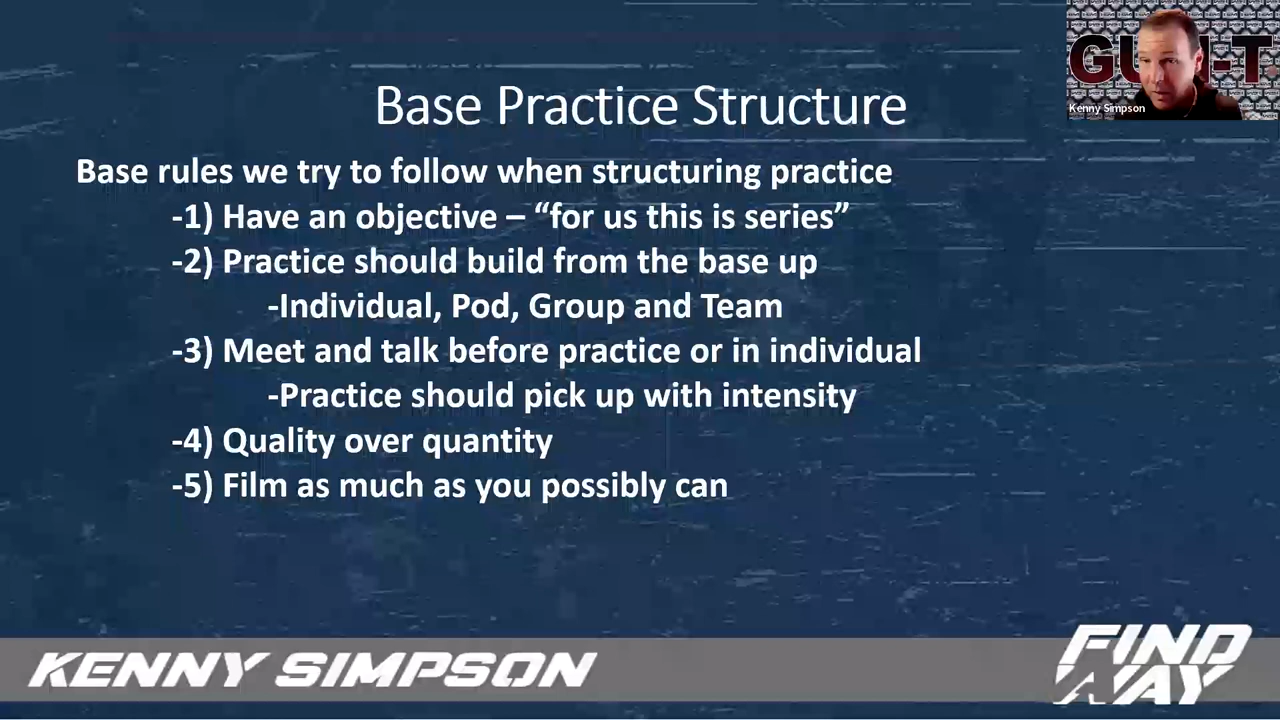 Base Practice Structure
Base rules we try to follow when structuring practice
-1) Have an objective – “for us this is series”
-2) Practice should build from the base up
-Individual, Pod, Group and Team
-3) Meet and talk before practice or in individual
-Practice should pick up with intensity
-4) Quality over quantity
-5) Film as much as you possibly can
Kenny Simpson
KENNY SIMPSON
FIND
WAY